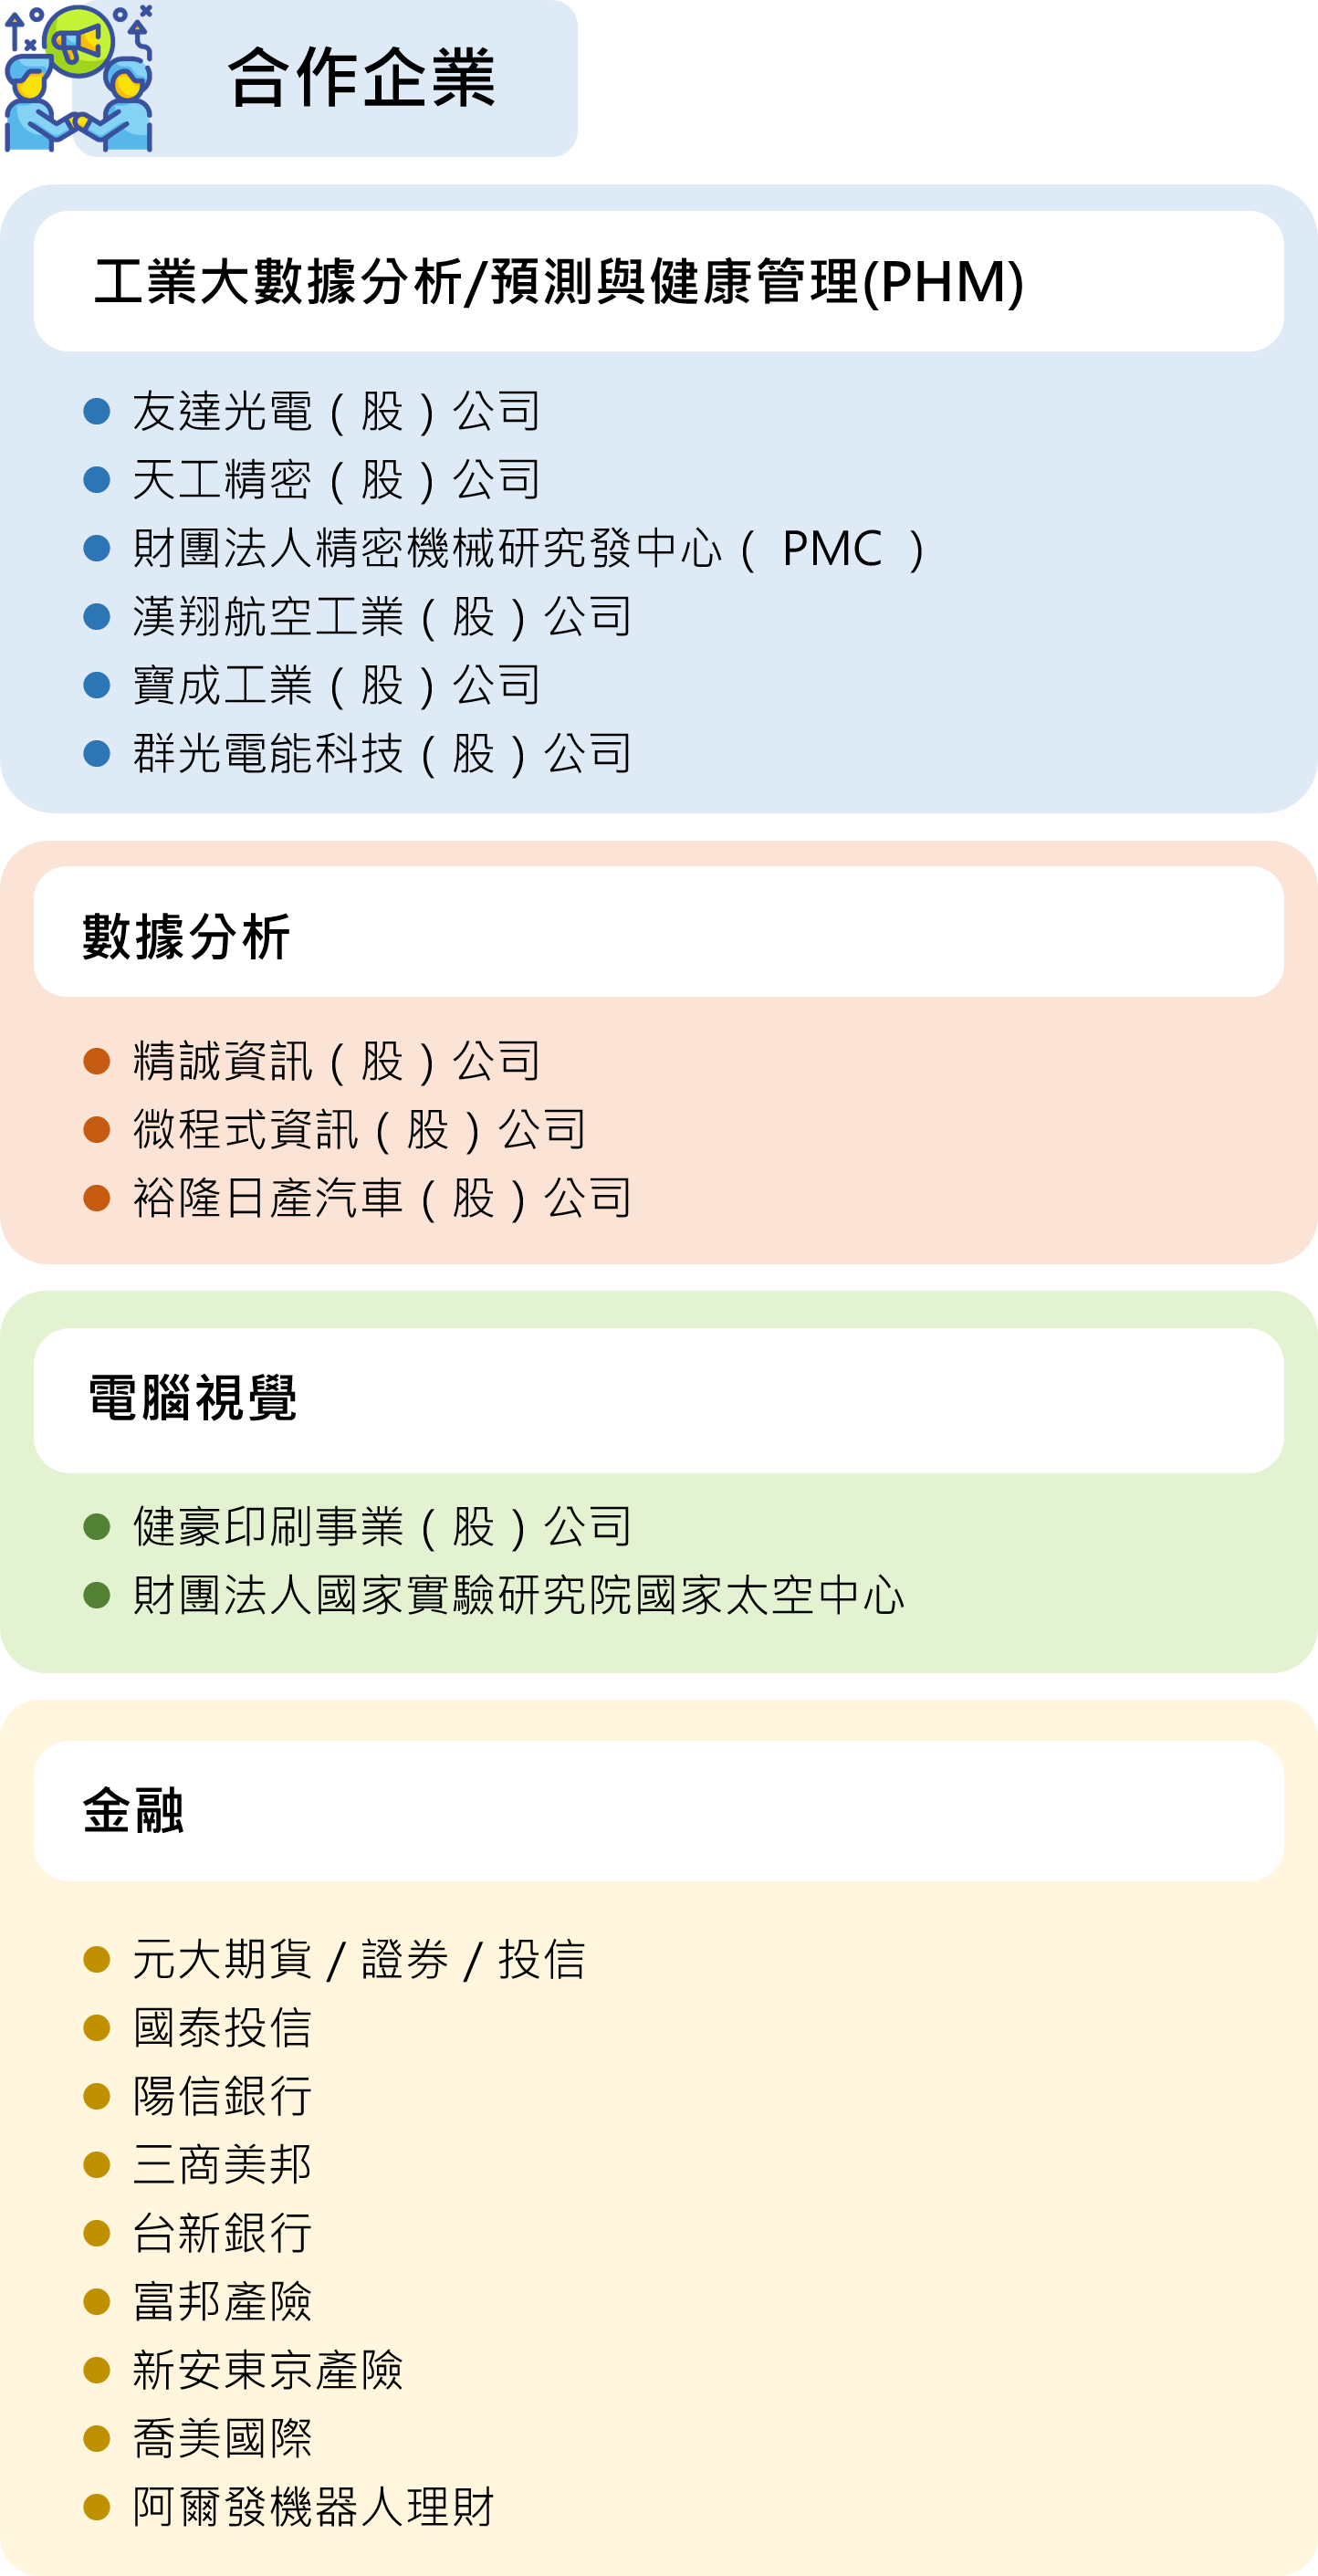 合作企業
工業大數據分析/預測與健康管理(PHM)
友達光電（股）公司
天工精密（股）公司
財團法人精密機械研究發中心（ PMC ）
漢翔航空工業（股）公司
寶成工業（股）公司
群光電能科技（股）公司
數據分析
精誠資訊（股）公司
微程式資訊（股）公司
裕隆日產汽車（股）公司
電腦視覺
健豪印刷事業（股）公司
財團法人國家實驗研究院國家太空中心
金融
元大期貨／證券／投信
國泰投信
陽信銀行
三商美邦
台新銀行
富邦產險
新安東京產險
喬美國際
阿爾發機器人理財